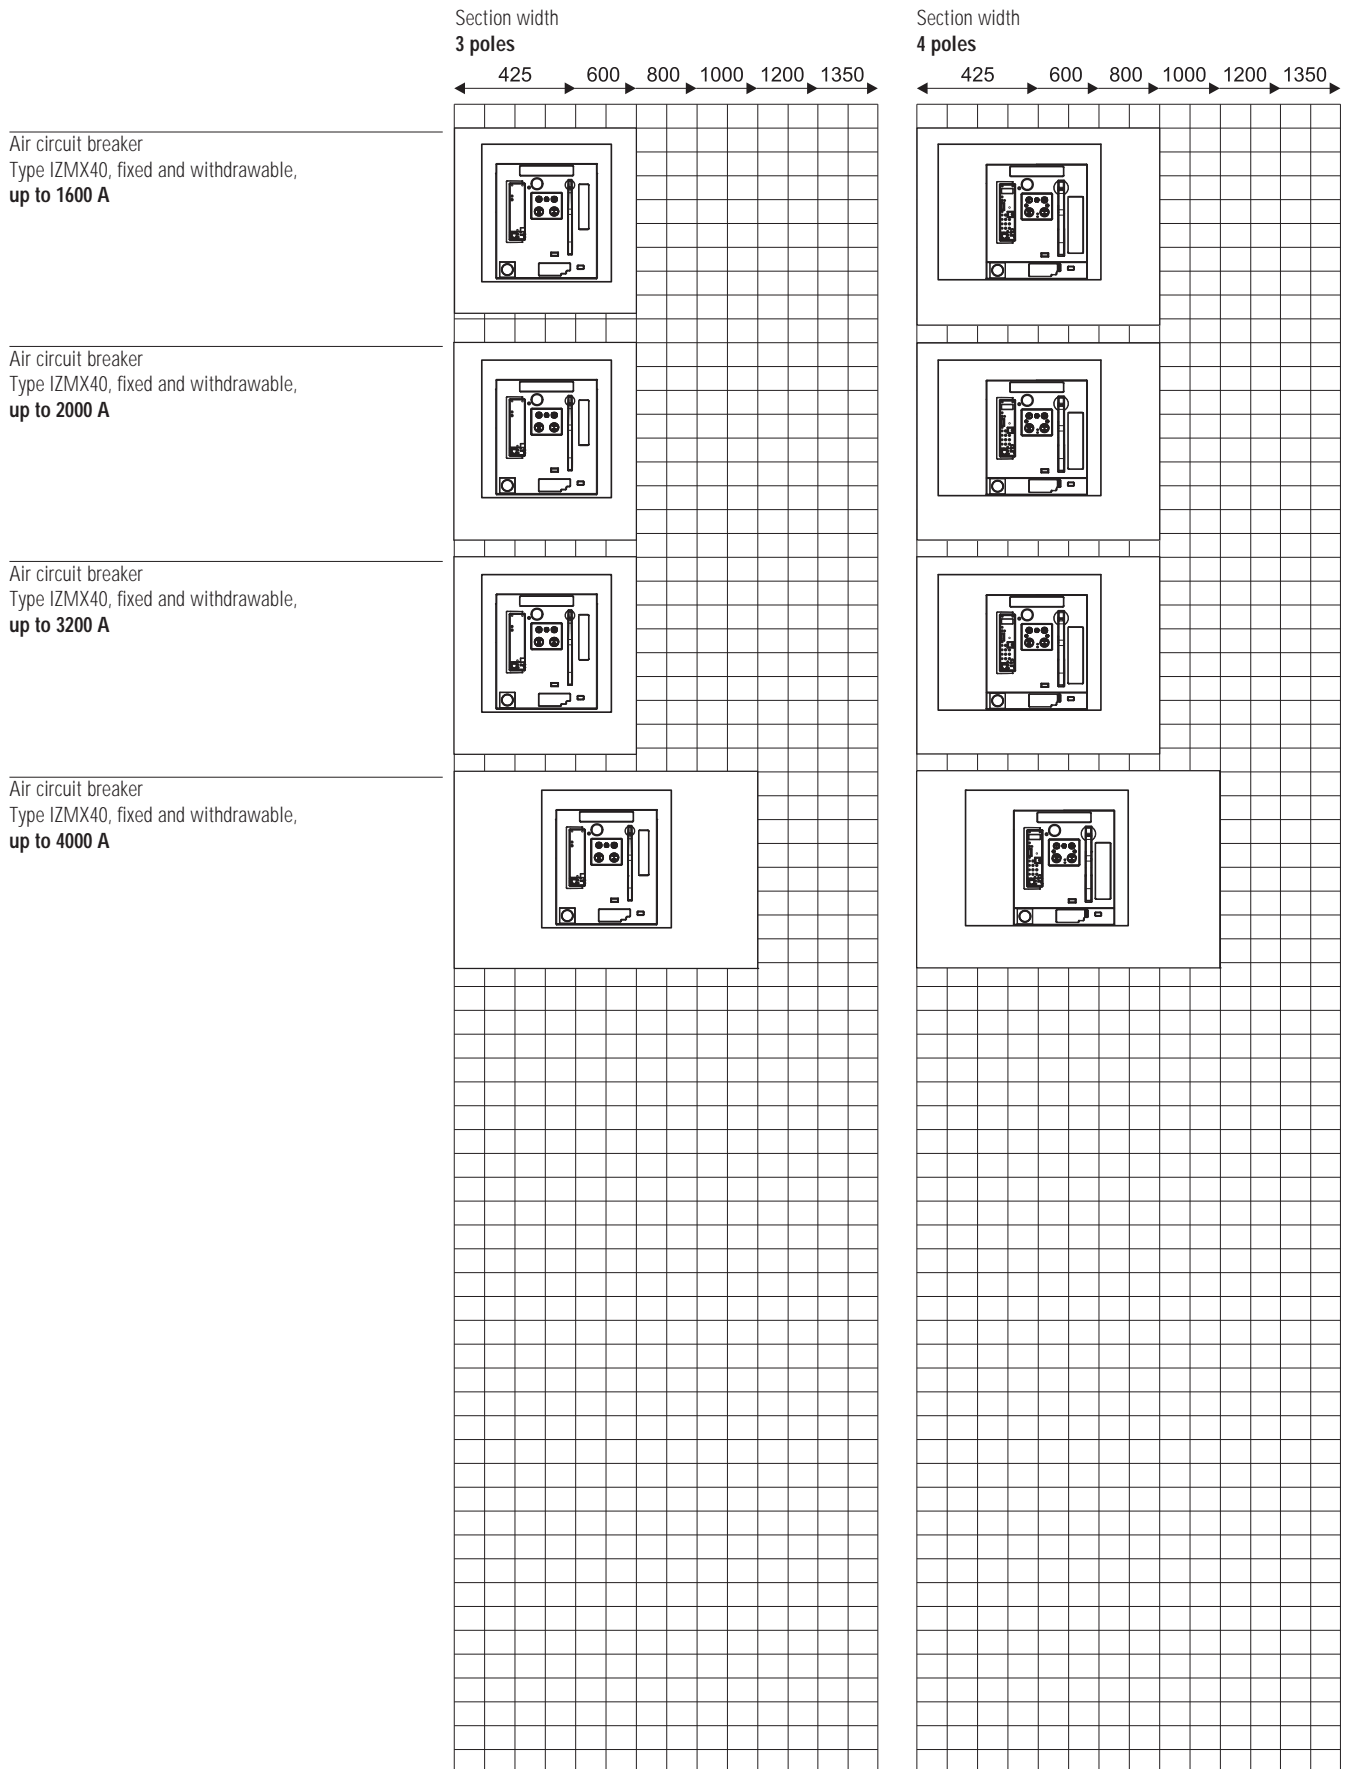 Section width
3 poles
425 600 800 1000 1200 1350
Section width
4 poles
425 600 800 1000 1200 1350
Air circuit breaker
Type IZMX40, fixed and withdrawable,
up to 1600 A
Air circuit breaker
Type IZMX40, fixed and withdrawable,
up to 2000 A
Air circuit breaker
Type IZMX40, fixed and withdrawable,
up to 3200 A
Air circuit breaker
Type IZMX40, fixed and withdrawable,
up to 4000 A